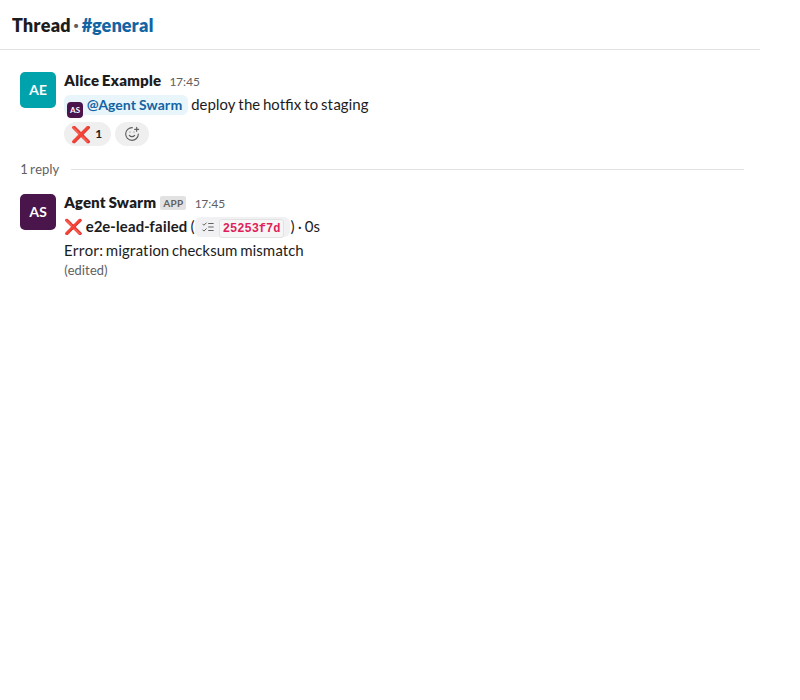 Thread • #general
AE
Alice Example 17:45
AS @Agent Swarm deploy the hotfix to staging
❌ 1
1 reply
AS
Agent Swarm APP 17:45
❌ e2e-lead-failed ( 25253f7d ) · 0s
Error: migration checksum mismatch
(edited)